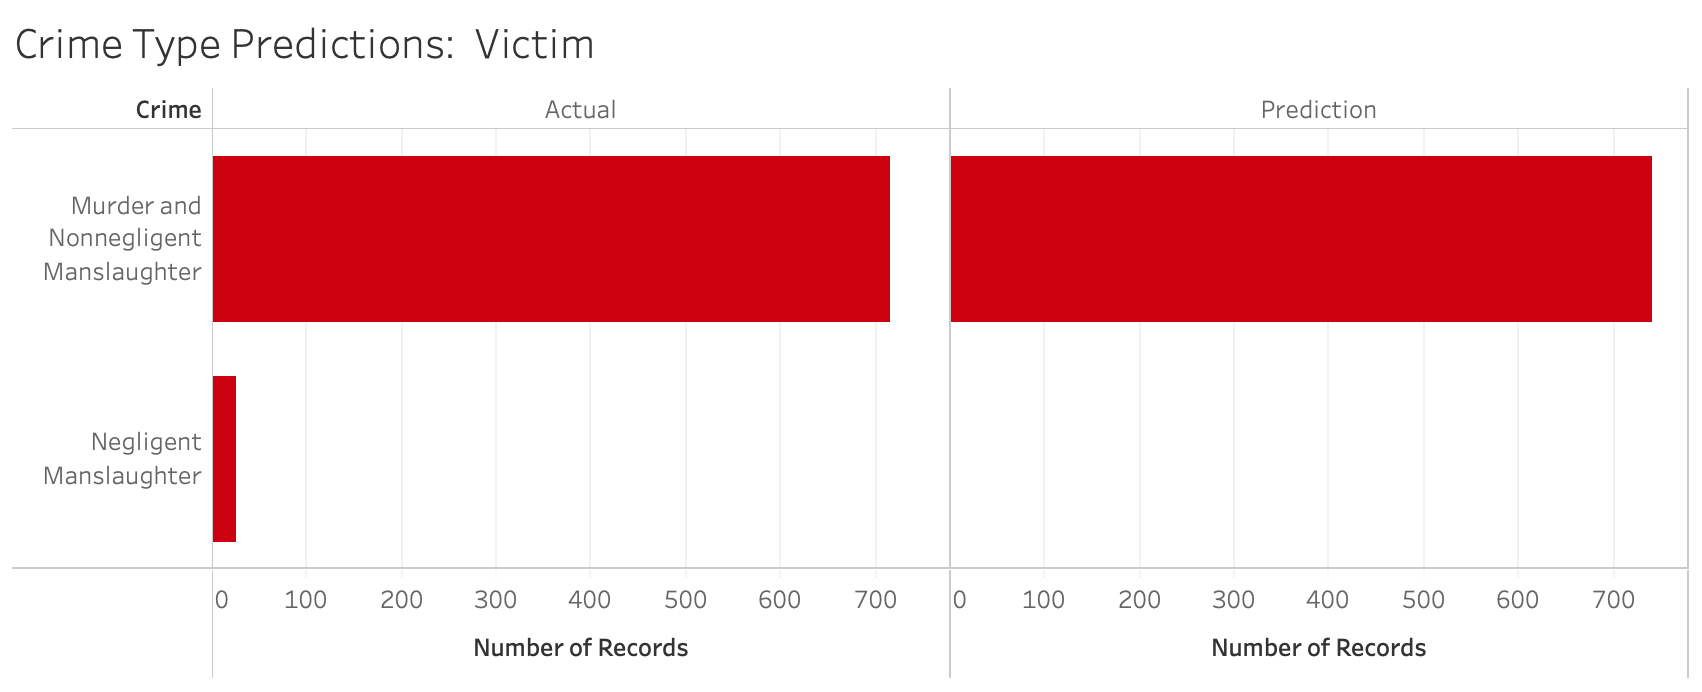 Crime Type Predictions:  Victim
Crime
Actual
Prediction
Murder and
Nonnegligent
Manslaughter
Negligent
Manslaughter
0 100 200 300 400 500 600 700
0 100 200 300 400 500 600 700
Number of Records
Number of Records